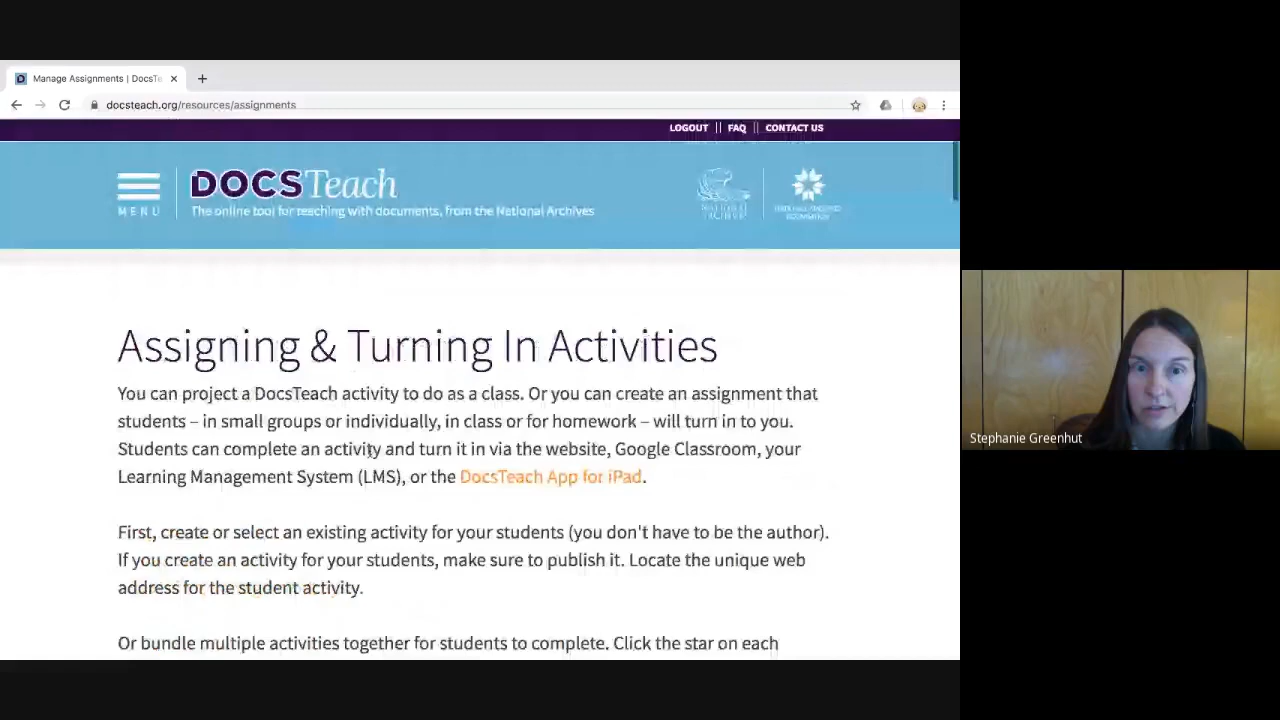 Manage Assignments | DocsTe
docsteach.org/resources/assignments
LOGOUT || FAQ || CONTACT US
MENU
DOCSTeach
The online tool for teaching with documents, from the National Archives
NATIONAL ARCHIVES
Assigning & Turning In Activities
You can project a DocsTeach activity to do as a class. Or you can create an assignment that
students – in small groups or individually, in class or for homework – will turn in to you.
Students can complete an activity and turn it in via the website, Google Classroom, your
Learning Management System (LMS), or the DocsTeach App for iPad.
First, create or select an existing activity for your students (you don't have to be the author).
If you create an activity for your students, make sure to publish it. Locate the unique web
address for the student activity.
Or bundle multiple activities together for students to complete. Click the star on each
Stephanie Greenhut